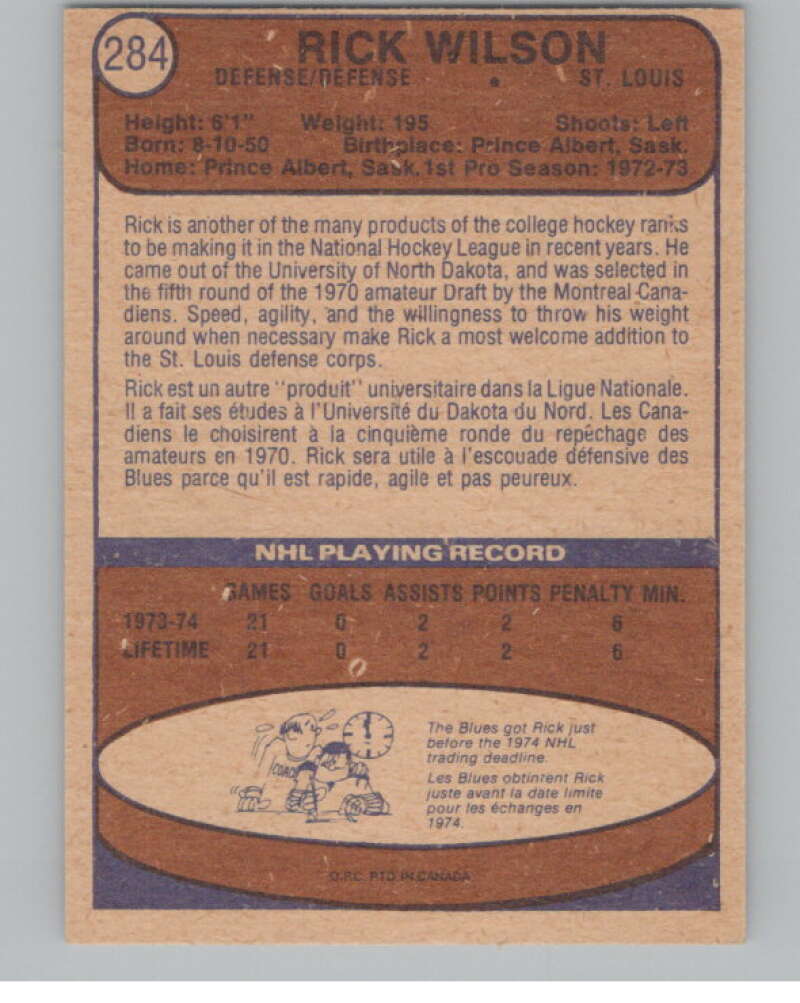 284
RICK WILSON
DEFENSE/DEFENSE • ST. LOUIS
Height: 6'1" Weight: 195 Shoots: Left
Born: 8-10-50 Birthplace: Prince Albert, Sask.
Home: Prince Albert, Sask. 1st Pro Season: 1972-73
Rick is another of the many products of the college hockey ranks
to be making it in the National Hockey League in recent years. He
came out of the University of North Dakota, and was selected in
the fifth round of the 1970 amateur Draft by the Montreal Cana-
diens. Speed, agility, and the willingness to throw his weight
around when necessary make Rick a most welcome addition to
the St. Louis defense corps.
Rick est un autre "produit" universitaire dans la Ligue Nationale.
Il a fait ses études à l'Université du Dakota du Nord. Les Cana-
diens le choisirent à la cinquième ronde du repêchage des
amateurs en 1970. Rick sera utile à l'escouade défensive des
Blues parce qu'il est rapide, agile et pas peureux.
NHL PLAYING RECORD
GAMES GOALS ASSISTS POINTS PENALTY MIN.
1973-74 21 0 2 2 6
LIFETIME 21 0 2 2 6
COACH
The Blues got Rick just
before the 1974 NHL
trading deadline.
Les Blues obtinrent Rick
juste avant la date limite
pour les échanges en
1974.
O.P.C. PTD IN CANADA